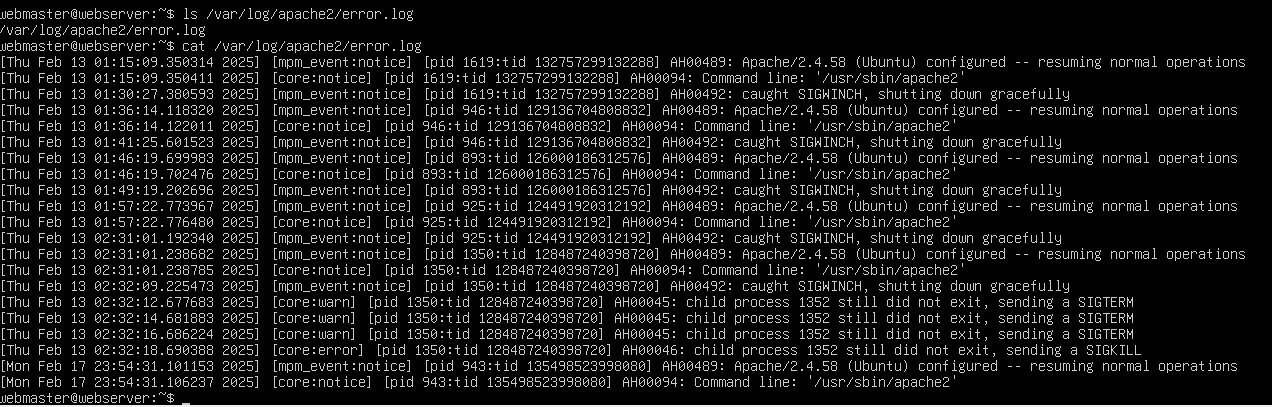 webmaster@webserver:~$ ls /var/log/apache2/error.log
/var/log/apache2/error.log
webmaster@webserver:~$ cat /var/log/apache2/error.log
[Thu Feb 13 01:15:09.350314 2025] [mpm_event:notice] [pid 1619:tid 132757299132288] AH00489: Apache/2.4.58 (Ubuntu) configured -- resuming normal operations
[Thu Feb 13 01:15:09.350411 2025] [core:notice] [pid 1619:tid 132757299132288] AH00094: Command line: '/usr/sbin/apache2'
[Thu Feb 13 01:30:27.380593 2025] [mpm_event:notice] [pid 1619:tid 132757299132288] AH00492: caught SIGWINCH, shutting down gracefully
[Thu Feb 13 01:36:14.118320 2025] [mpm_event:notice] [pid 946:tid 129136704808832] AH00489: Apache/2.4.58 (Ubuntu) configured -- resuming normal operations
[Thu Feb 13 01:36:14.122011 2025] [core:notice] [pid 946:tid 129136704808832] AH00094: Command line: '/usr/sbin/apache2'
[Thu Feb 13 01:41:25.601523 2025] [mpm_event:notice] [pid 946:tid 129136704808832] AH00492: caught SIGWINCH, shutting down gracefully
[Thu Feb 13 01:46:19.699983 2025] [mpm_event:notice] [pid 893:tid 126000186312576] AH00489: Apache/2.4.58 (Ubuntu) configured -- resuming normal operations
[Thu Feb 13 01:46:19.702476 2025] [core:notice] [pid 893:tid 126000186312576] AH00094: Command line: '/usr/sbin/apache2'
[Thu Feb 13 01:49:19.202696 2025] [mpm_event:notice] [pid 893:tid 126000186312576] AH00492: caught SIGWINCH, shutting down gracefully
[Thu Feb 13 01:57:22.773967 2025] [mpm_event:notice] [pid 925:tid 124491920312192] AH00489: Apache/2.4.58 (Ubuntu) configured -- resuming normal operations
[Thu Feb 13 01:57:22.776480 2025] [core:notice] [pid 925:tid 124491920312192] AH00094: Command line: '/usr/sbin/apache2'
[Thu Feb 13 02:31:01.192340 2025] [mpm_event:notice] [pid 925:tid 124491920312192] AH00492: caught SIGWINCH, shutting down gracefully
[Thu Feb 13 02:31:01.238682 2025] [mpm_event:notice] [pid 1350:tid 128487240398720] AH00489: Apache/2.4.58 (Ubuntu) configured -- resuming normal operations
[Thu Feb 13 02:31:01.238785 2025] [core:notice] [pid 1350:tid 128487240398720] AH00094: Command line: '/usr/sbin/apache2'
[Thu Feb 13 02:32:09.225473 2025] [mpm_event:notice] [pid 1350:tid 128487240398720] AH00492: caught SIGWINCH, shutting down gracefully
[Thu Feb 13 02:32:12.677683 2025] [core:warn] [pid 1350:tid 128487240398720] AH00045: child process 1352 still did not exit, sending a SIGTERM
[Thu Feb 13 02:32:14.681883 2025] [core:warn] [pid 1350:tid 128487240398720] AH00045: child process 1352 still did not exit, sending a SIGTERM
[Thu Feb 13 02:32:16.686224 2025] [core:warn] [pid 1350:tid 128487240398720] AH00045: child process 1352 still did not exit, sending a SIGTERM
[Thu Feb 13 02:32:18.690388 2025] [core:error] [pid 1350:tid 128487240398720] AH00046: child process 1352 still did not exit, sending a SIGKILL
[Mon Feb 17 23:54:31.101153 2025] [mpm_event:notice] [pid 943:tid 135498523998080] AH00489: Apache/2.4.58 (Ubuntu) configured -- resuming normal operations
[Mon Feb 17 23:54:31.106237 2025] [core:notice] [pid 943:tid 135498523998080] AH00094: Command line: '/usr/sbin/apache2'
webmaster@webserver:~$ _